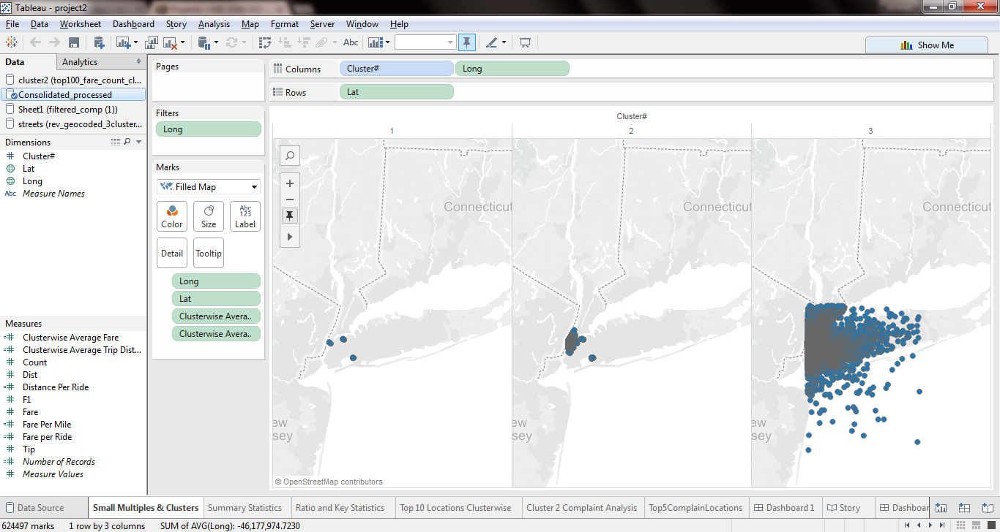 Tableau - project2
File Data Worksheet Dashboard Story Analysis Map Format Server Window Help
Abc
Show Me
Data Analytics
cluster2 (top100_fare_count_cl...
Consolidated_processed
Sheet1 (filtered_comp (1))
streets (rev_geocoded_3cluster...
Dimensions
Cluster#
Lat
Long
Abc Measure Names
Measures
Clusterwise Average Fare
Clusterwise Average Trip Dist...
Count
Dist
Distance Per Ride
F1
Fare
Fare Per Mile
Fare per Ride
Tip
Number of Records
Measure Values
Pages
Filters
Long
Marks
Filled Map
Color Size Abc 123 Label
Detail Tooltip
Long
Lat
Clusterwise Avera..
Clusterwise Avera..
Columns Cluster# Long
Rows Lat
Cluster#
1 2 3
Connecticut Connecticut Connecticut
ew ew ew
sey sey sey
© OpenStreetMap contributors
Data Source Small Multiples & Clusters Summary Statistics Ratio and Key Statistics Top 10 Locations Clusterwise Cluster 2 Complaint Analysis Top5ComplainLocations Dashboard 1 Story Dashboar
624497 marks 1 row by 3 columns SUM of AVG(Long): -46,177,974.7230